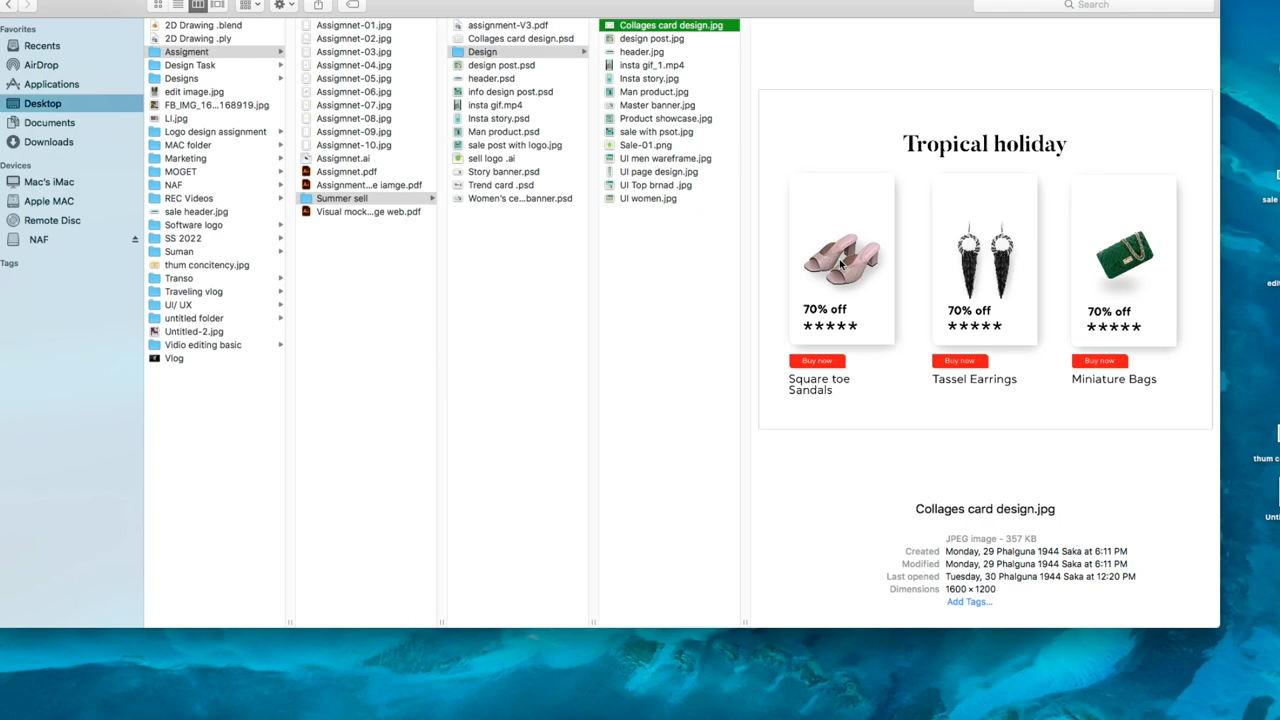 Search
Favorites
Recents
AirDrop
Applications
Desktop
Documents
Downloads
Devices
Mac's iMac
Apple MAC
Remote Disc
NAF
Tags
2D Drawing .blend
2D Drawing .ply
Assigment
Design Task
Designs
edit image.jpg
FB_IMG_16...168919.jpg
LI.jpg
Logo design assignment
MAC folder
Marketing
MOGET
NAF
REC Videos
sale header.jpg
Software logo
SS 2022
Suman
thum concitency.jpg
Transo
Traveling vlog
UI/ UX
untitled folder
Untitled-2.jpg
Vidio editing basic
Vlog
Assigmnet-01.jpg
Assigmnet-02.jpg
Assigmnet-03.jpg
Assigmnet-04.jpg
Assigmnet-05.jpg
Assigmnet-06.jpg
Assigmnet-07.jpg
Assigmnet-08.jpg
Assigmnet-09.jpg
Assigmnet-10.jpg
Assigmnet.ai
Assigmnet.pdf
Assignment...e iamge.pdf
Summer sell
Visual mock...ge web.pdf
assignment-V3.pdf
Collages card design.psd
Design
design post.psd
header.psd
info design post.psd
insta gif.mp4
Insta story.psd
Man product.psd
sale post with logo.jpg
sell logo .ai
Story banner.psd
Trend card .psd
Women's ce...banner.psd
Collages card design.jpg
design post.jpg
header.jpg
insta gif_1.mp4
Insta story.jpg
Man product.jpg
Master banner.jpg
Product showcase.jpg
sale with psot.jpg
Sale-01.png
UI men wareframe.jpg
UI page design.jpg
UI Top brnad .jpg
UI women.jpg
Tropical holiday
70% off
★★★★★
Buy now
Square toe
Sandals
70% off
★★★★★
Buy now
Tassel Earrings
70% off
★★★★★
Buy now
Miniature Bags
Collages card design.jpg
JPEG image - 357 KB
Created Monday, 29 Phalguna 1944 Saka at 6:11 PM
Modified Monday, 29 Phalguna 1944 Saka at 6:11 PM
Last opened Tuesday, 30 Phalguna 1944 Saka at 12:20 PM
Dimensions 1600 × 1200
Add Tags...
sale
edit
thum c
Unt